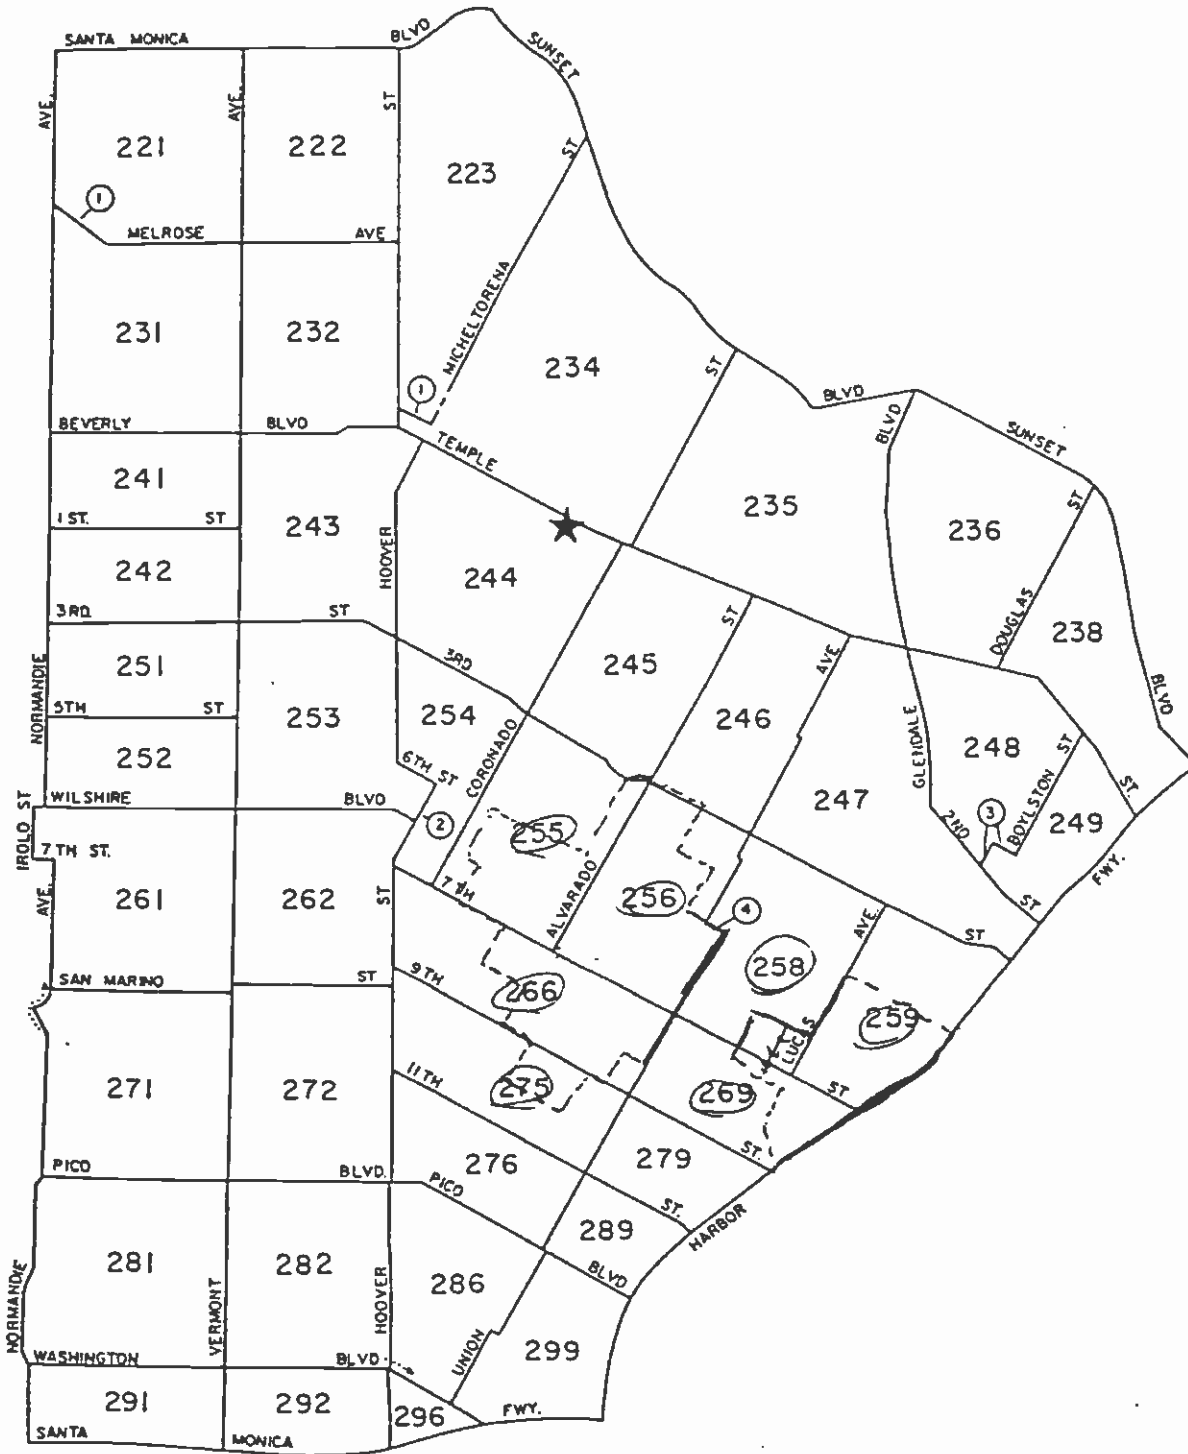 SANTA MONICA BLVD
SUNSET
AVE.
AVE.
ST
221
222
223
ST
1
MELROSE AVE
MICHELTORENA
231
232
234
ST
1
BLVD
BLVD
SUNSET
BEVERLY BLVD
TEMPLE
241
235
236
ST
1 ST. ST
243
HOOVER
242
244
DOUGLAS
238
3RD. ST
ST
251
3RD
245
AVE.
BLVD
NORMANDIE
5TH ST
253
254
246
GLENDALE
248
ST
252
6TH ST
CORONADO
ST.
IROLO ST
WILSHIRE BLVD
2
247
2ND
3
BOYLSTON
249
7TH ST.
255
FWY.
AVE.
261
262
ST
7TH
ALVARADO
256
4
AVE.
ST
ST
SAN MARINO ST
9TH
266
258
259
LUCAS
271
272
11TH
275
269
ST
PICO BLVD.
276
PICO
279
ST.
ST.
289
HARBOR
281
282
286
BLVD
NORMANDIE
VERMONT
HOOVER
UNION
299
WASHINGTON BLVD
291
292
296
FWY.
SANTA MONICA